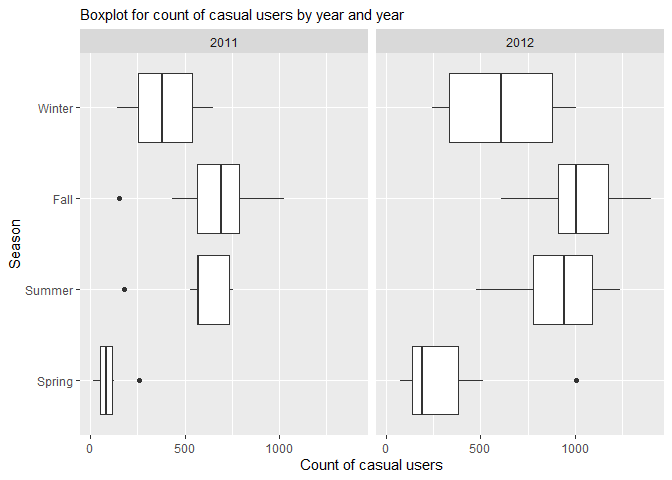 Boxplot for count of casual users by year and year
2011
2012
Winter
Fall
Summer
Spring
Season
0
500
1000
0
500
1000
Count of casual users